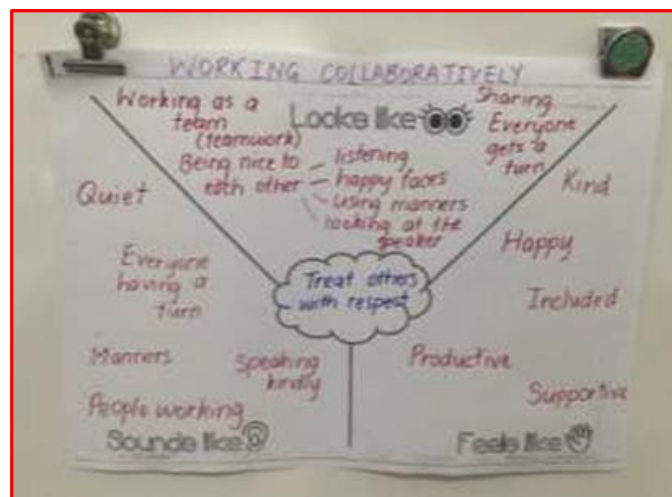 WORKING COLLABORATIVELY
Working as a
team
(teamwork)
Being nice to
each other
listening
happy faces
using manners
looking at the
speaker
Looks like
Sharing
Everyone
gets a
turn
Quiet
Everyone
having a
turn
Manners
Speaking
kindly
People working
Sounds like
Treat others
with respect
Kind
Happy
Included
Productive
Supportive
Feels like